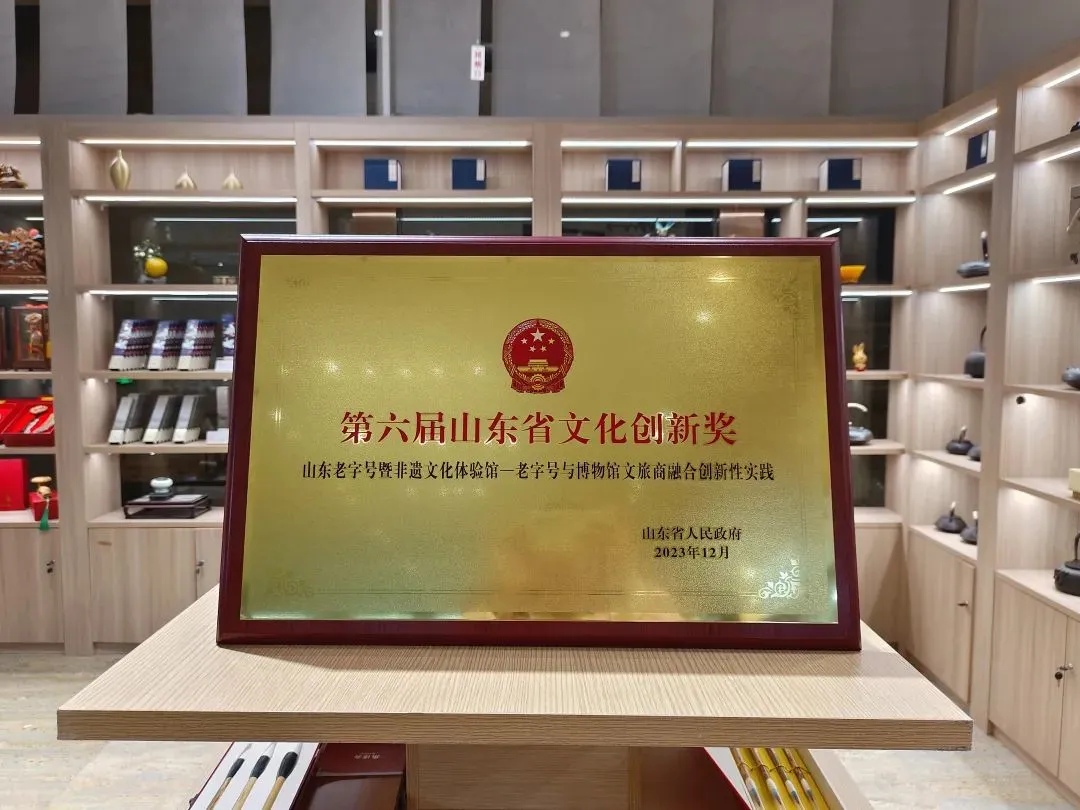 第六届山东省文化创新奖
山东老字号暨非遗文化体验馆—老字号与博物馆文旅商融合创新性实践
山东省人民政府
2023年12月